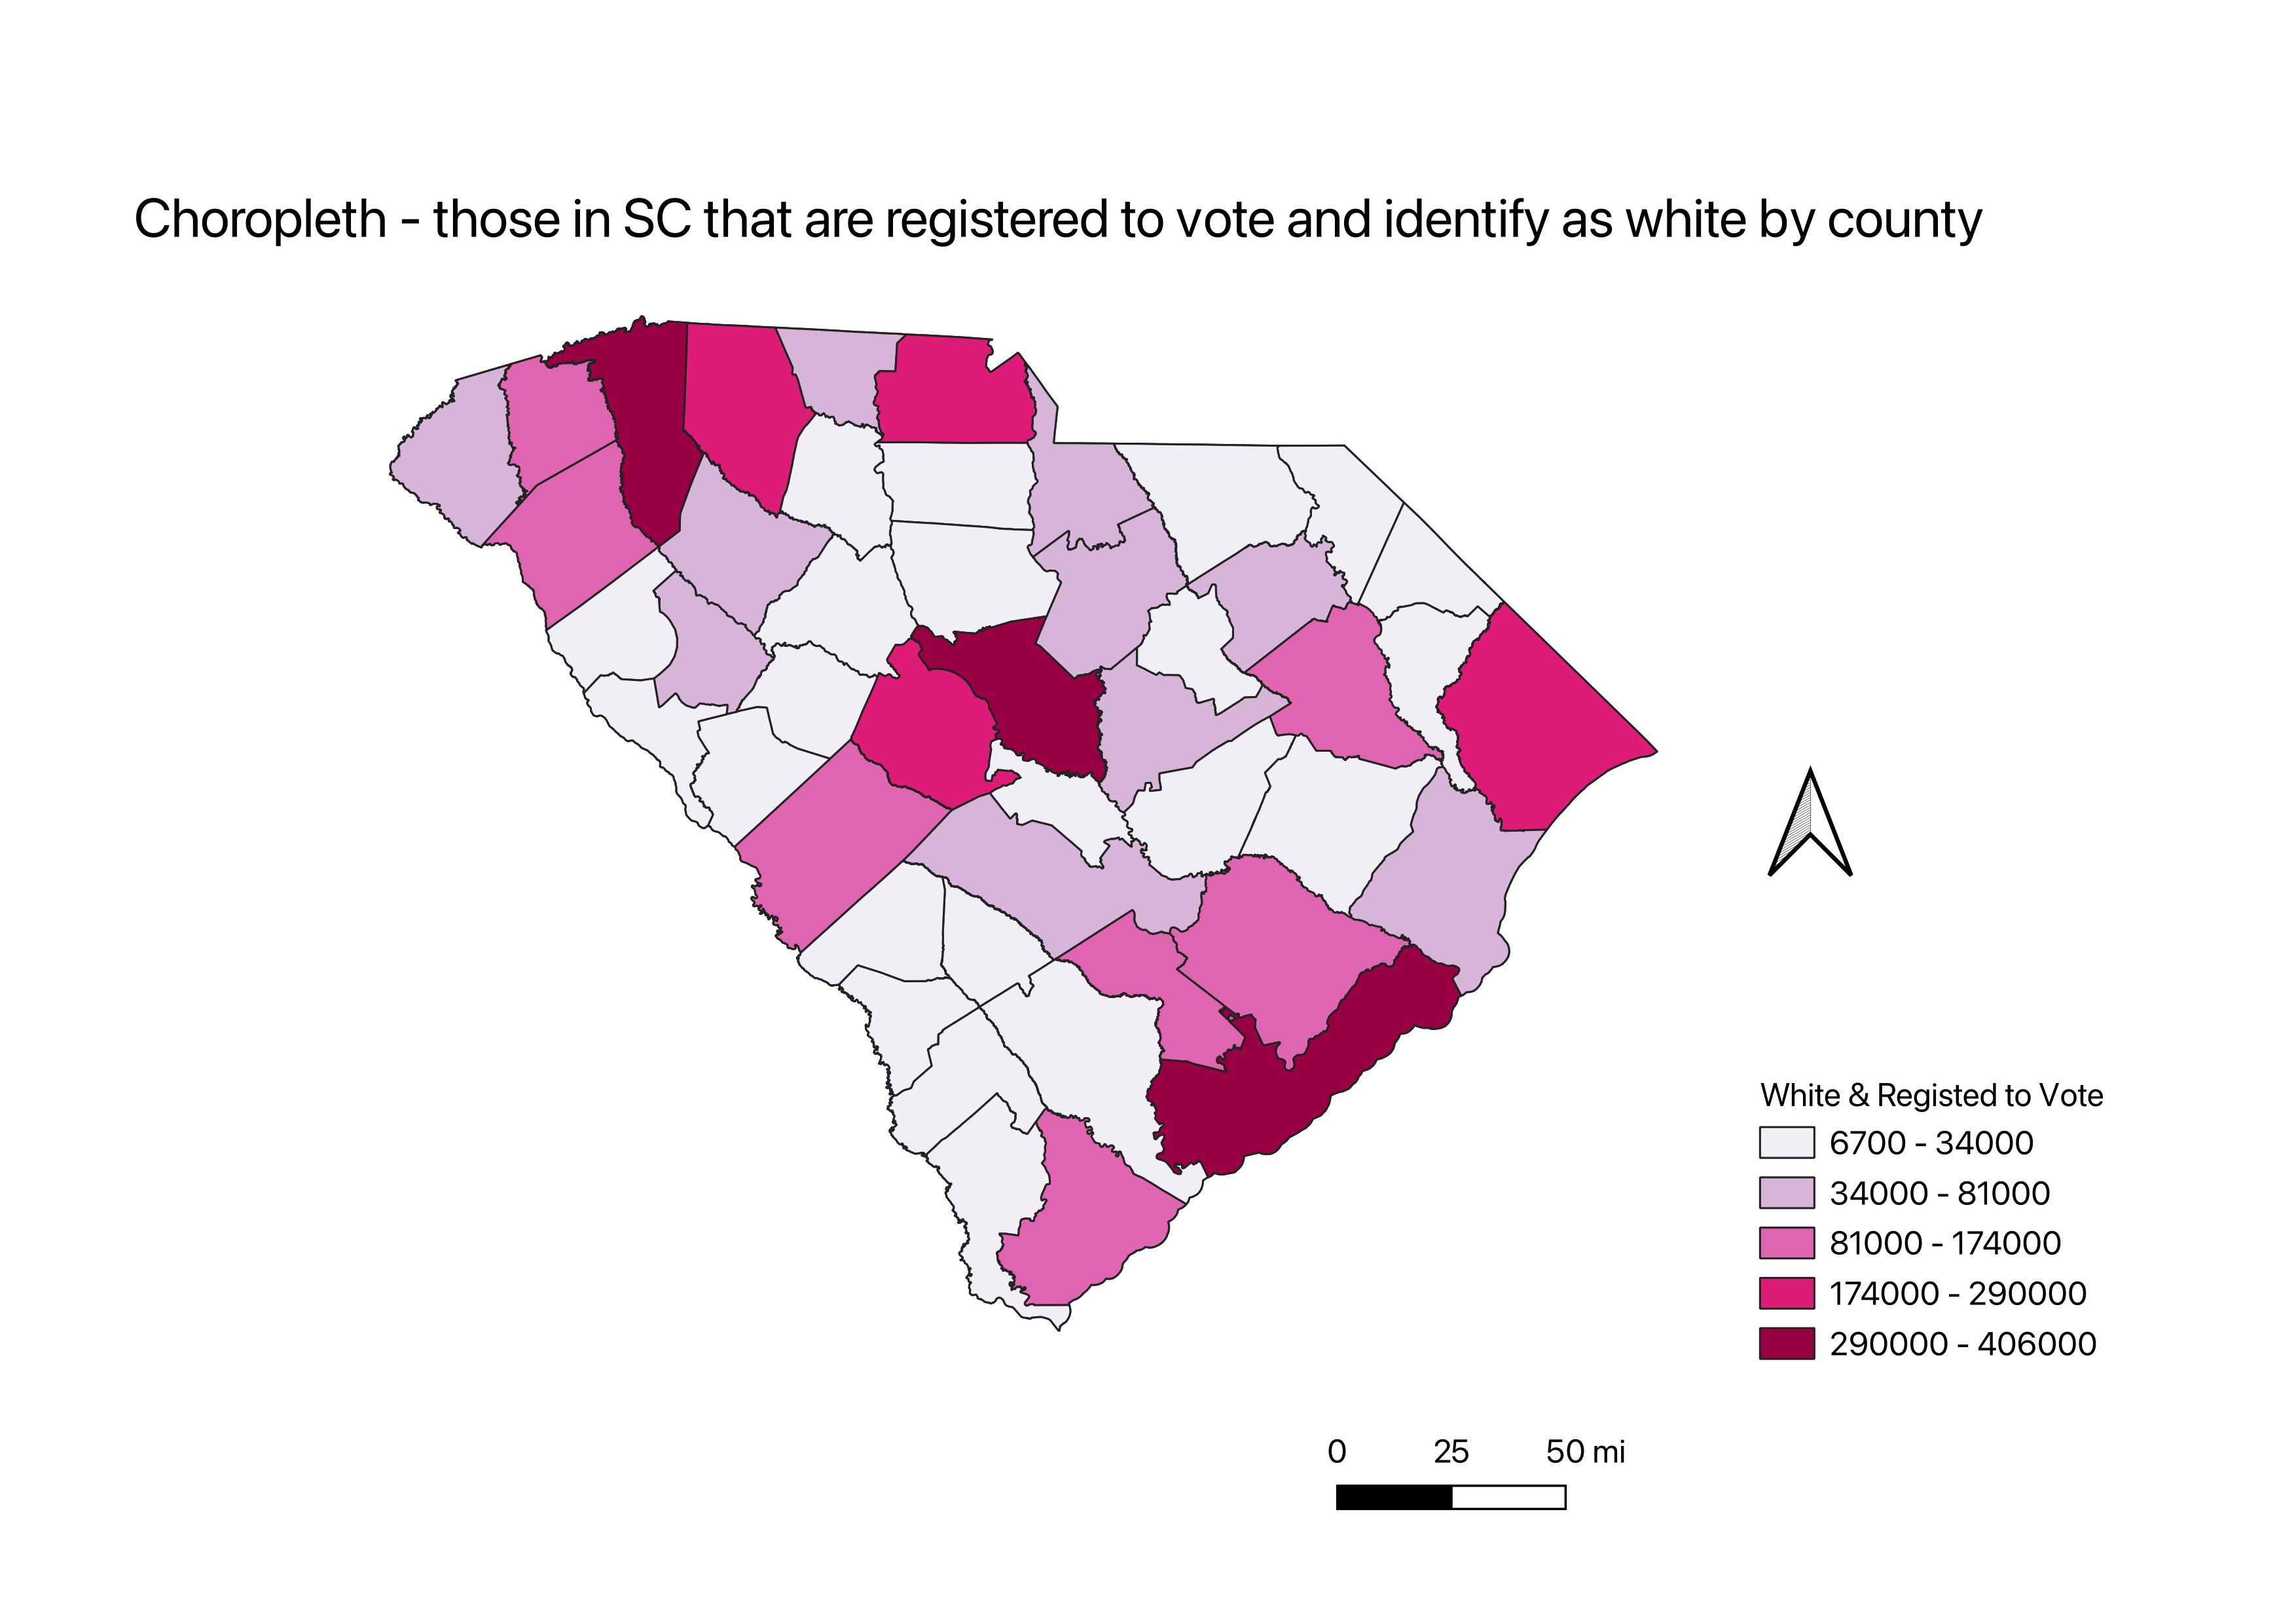 Choropleth - those in SC that are registered to vote and identify as white by county
White & Registed to Vote
6700 - 34000
34000 - 81000
81000 - 174000
174000 - 290000
290000 - 406000
0 25 50 mi